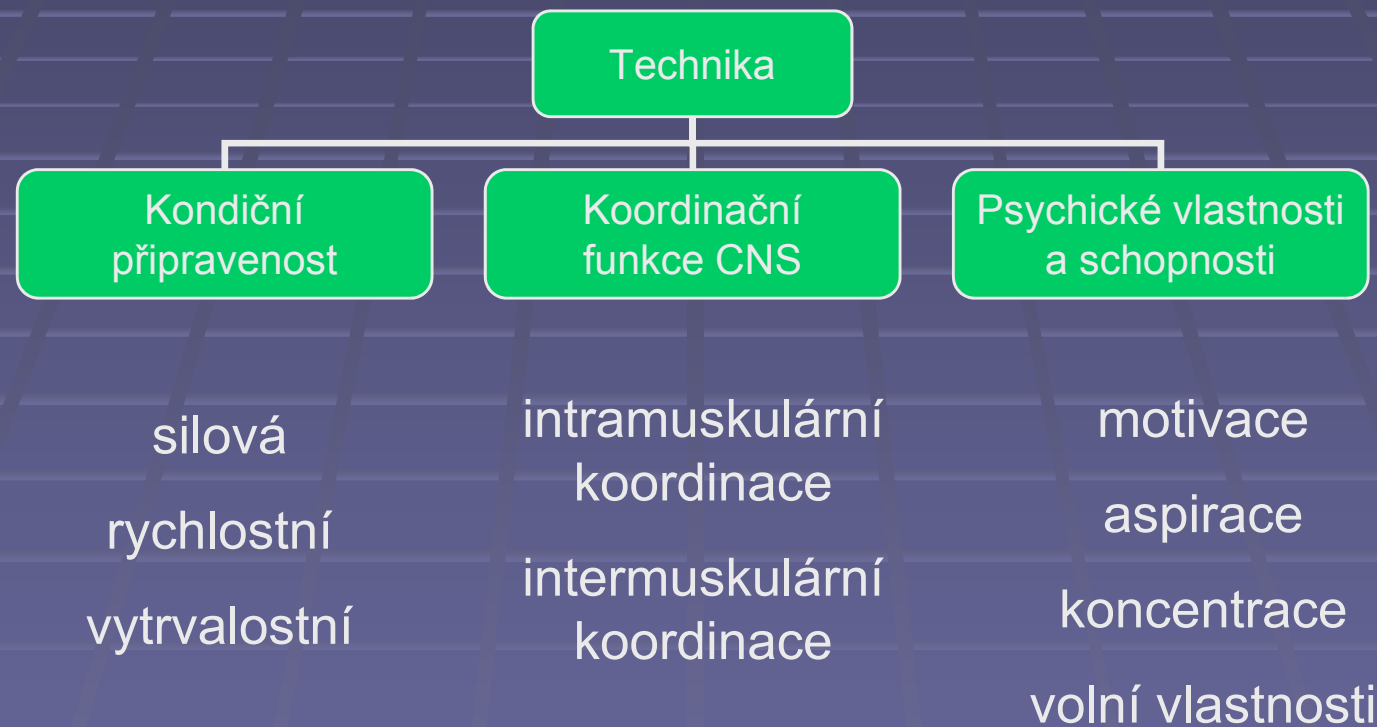 Technika
Kondiční
připravenost
Koordinační
funkce CNS
Psychické vlastnosti
a schopnosti
silová
rychlostní
vytrvalostní
intramuskulární
koordinace
intermuskulární
koordinace
motivace
aspirace
koncentrace
volní vlastnosti